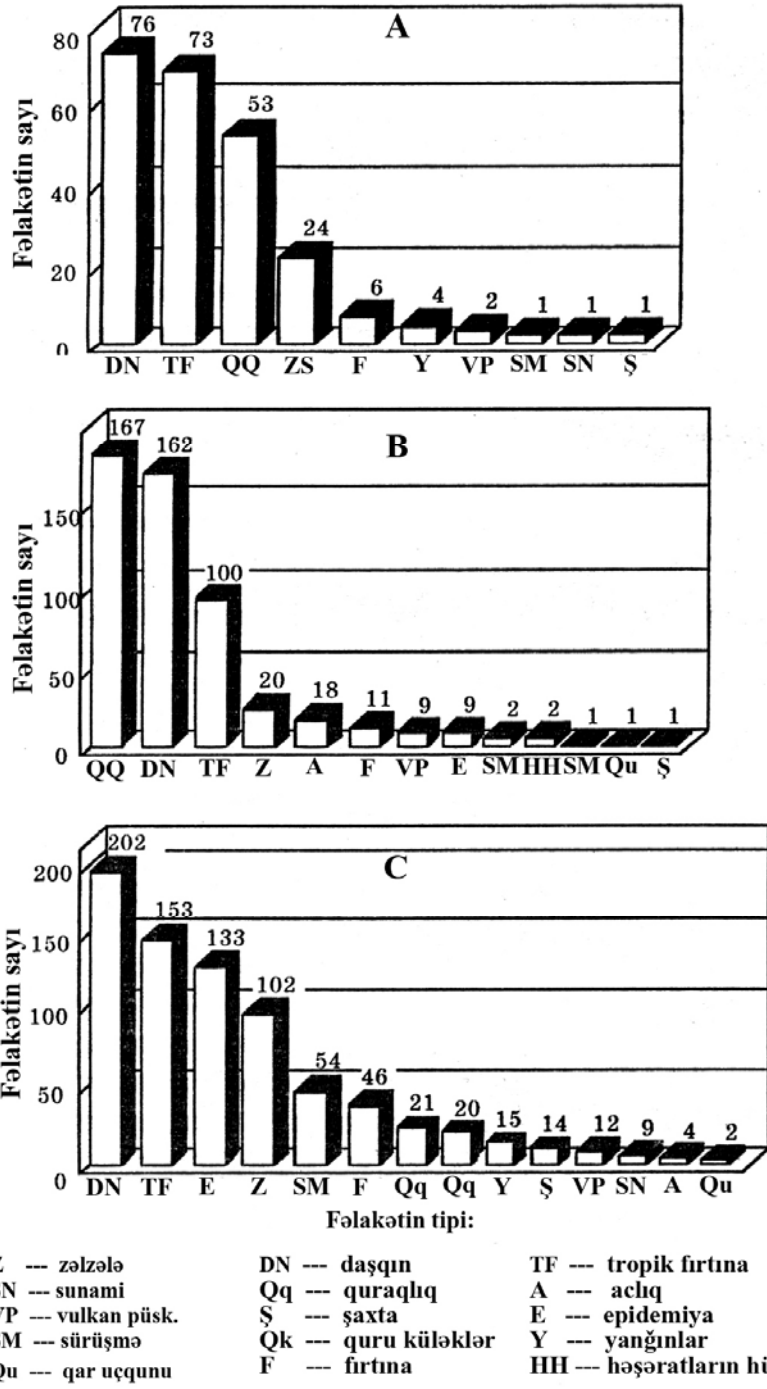 A
Fəlakətin sayı
80
60
40
20
0
76 73 53 24 6 4 2 1 1 1
DN TF QQ ZS F Y VP SM SN Ş
B
Fəlakətin sayı
150
100
50
0
167 162 100 20 18 11 9 9 2 2 1 1 1
QQ DN TF Z A F VP E SM HH SM Qu Ş
C
Fəlakətin sayı
200
150
100
50
0
202 153 133 102 54 46 21 20 15 14 12 9 4 2
DN TF E Z SM F Qq Qq Y Ş VP SN A Qu
Fəlakətin tipi:
Z --- zəlzələ DN --- daşqın TF --- tropik fırtına
N --- sunami Qq --- quraqlıq A --- aclıq
VP --- vulkan püsk. Ş --- şaxta E --- epidemiya
M --- sürüşmə Qk --- quru küləklər Y --- yanğınlar
Qu --- qar uçqunu F --- fırtına HH --- həşəratların